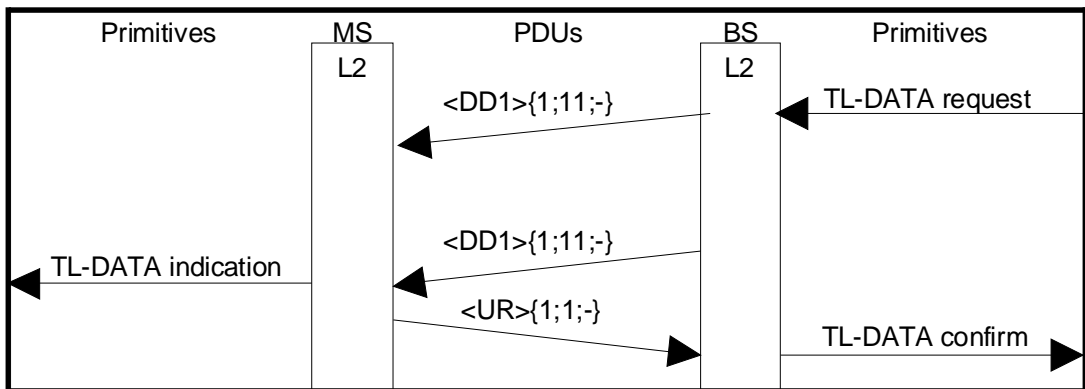 Primitives MS PDUs BS Primitives
L2 L2
<DD1>{1;11;-} TL-DATA request
<DD1>{1;11;-}
TL-DATA indication
<UR>{1;1;-}
TL-DATA confirm